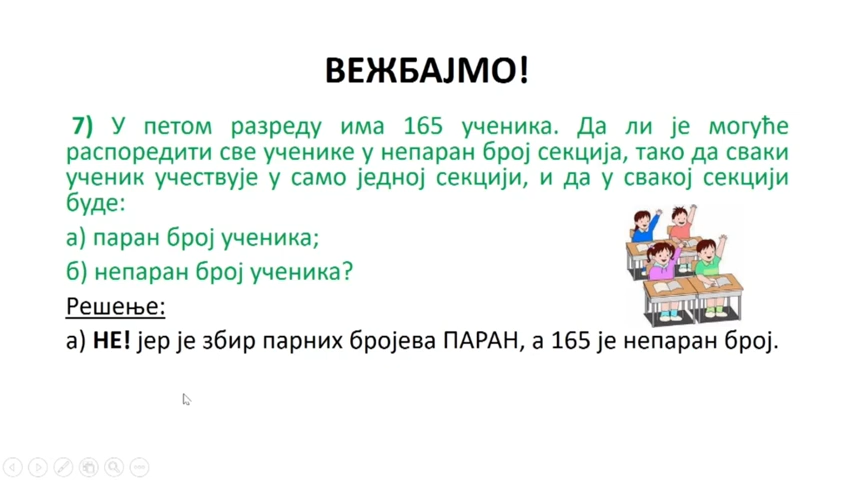 ВЕЖБАЈМО!
7) У петом разреду има 165 ученика. Да ли је могуће
распоредити све ученике у непаран број секција, тако да сваки
ученик учествује у само једној секцији, и да у свакој секцији
буде:
а) паран број ученика;
б) непаран број ученика?
Решење:
а) НЕ! јер је збир парних бројева ПАРАН, а 165 је непаран број.